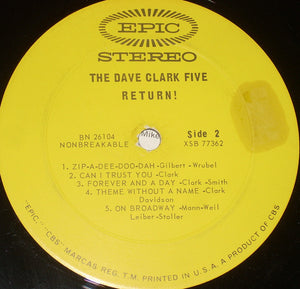 EPIC
STEREO
THE DAVE CLARK FIVE
RETURN!
BN 26104
NONBREAKABLE
Mike
Side 2
XSB 77362
1. ZIP-A-DEE-DOO-DAH -Gilbert -Wrubel
2. CAN I TRUST YOU -Clark
3. FOREVER AND A DAY -Clark -Smith
4. THEME WITHOUT A NAME -Clark
Davidson
5. ON BROADWAY -Mann-Weil
Leiber-Stoller
"EPIC," "CBS" MARCAS REG. T.M. PRINTED IN U.S.A. A PRODUCT OF CBS